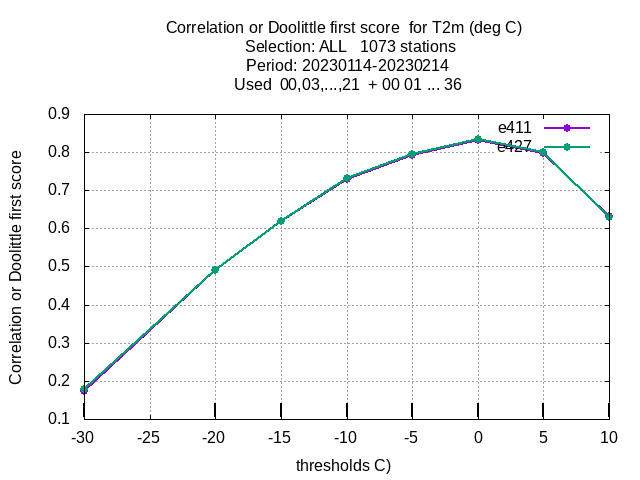 Correlation or Doolittle first score  for T2m (deg C)
Selection: ALL   1073 stations
Period: 20230114-20230214
Used  00,03,...,21  + 00 01 ... 36
Correlation or Doolittle first score
0.9
0.8
0.7
0.6
0.5
0.4
0.3
0.2
0.1
e411
e427
-30 -25 -20 -15 -10 -5 0 5 10
thresholds C)